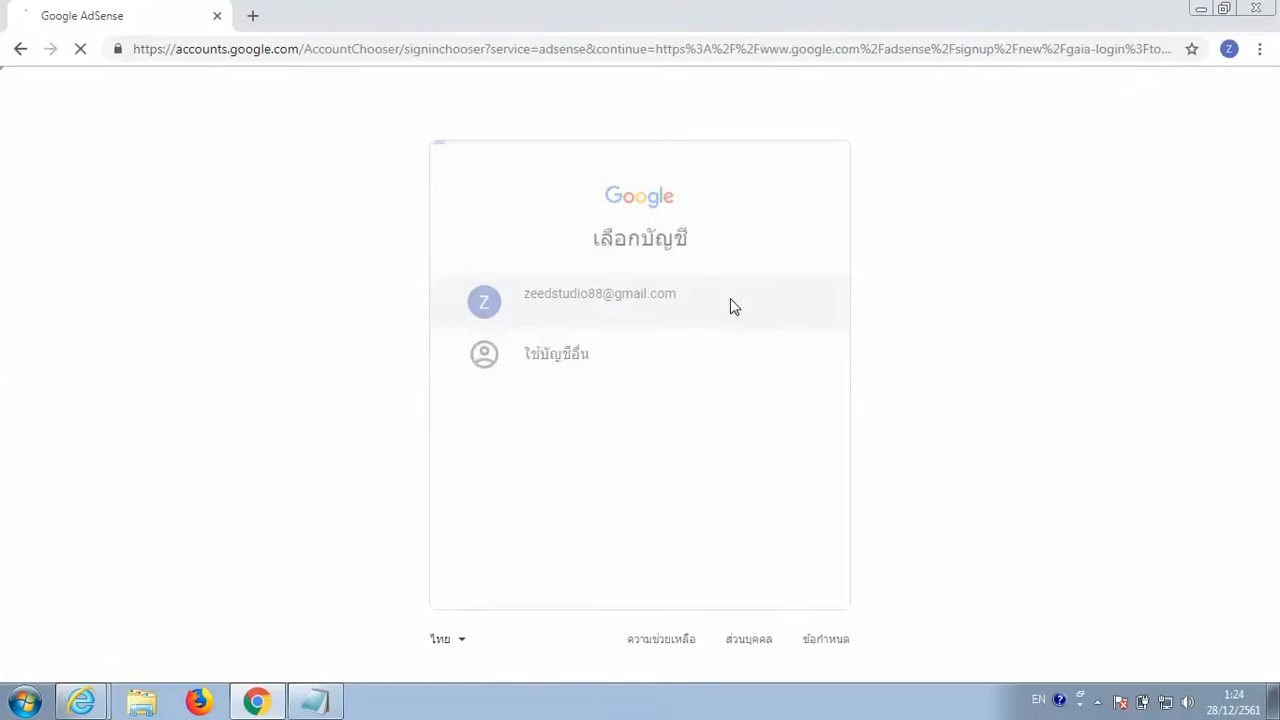 Google AdSense
https://accounts.google.com/AccountChooser/signinchooser?service=adsense&continue=https%3A%2F%2Fwww.google.com%2Fadsense%2Fsignup%2Fnew%2Fgaia-login%3Fto...
Z
Google
เลือกบัญชี
Z
zeedstudio88@gmail.com
ใช้บัญชีอื่น
ไทย
ความช่วยเหลือ
ส่วนบุคคล
ข้อกำหนด
EN
1:24
28/12/2561